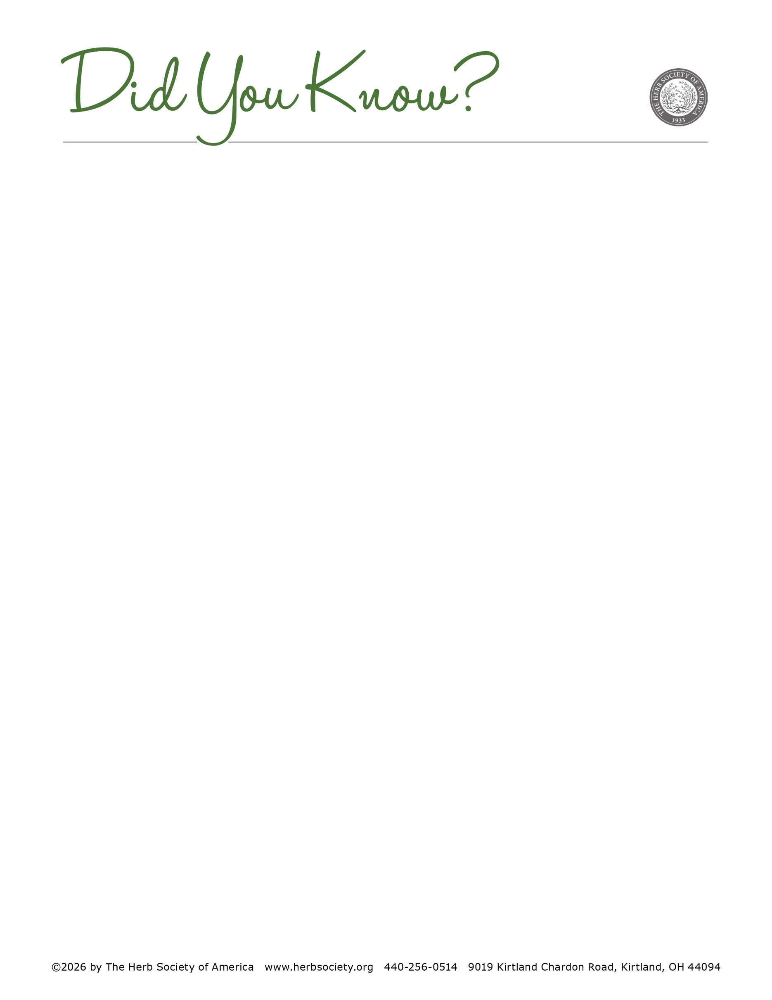 Did You Know?
THE HERB SOCIETY OF AMERICA
1933
©2026 by The Herb Society of America www.herbsociety.org 440-256-0514 9019 Kirtland Chardon Road, Kirtland, OH 44094